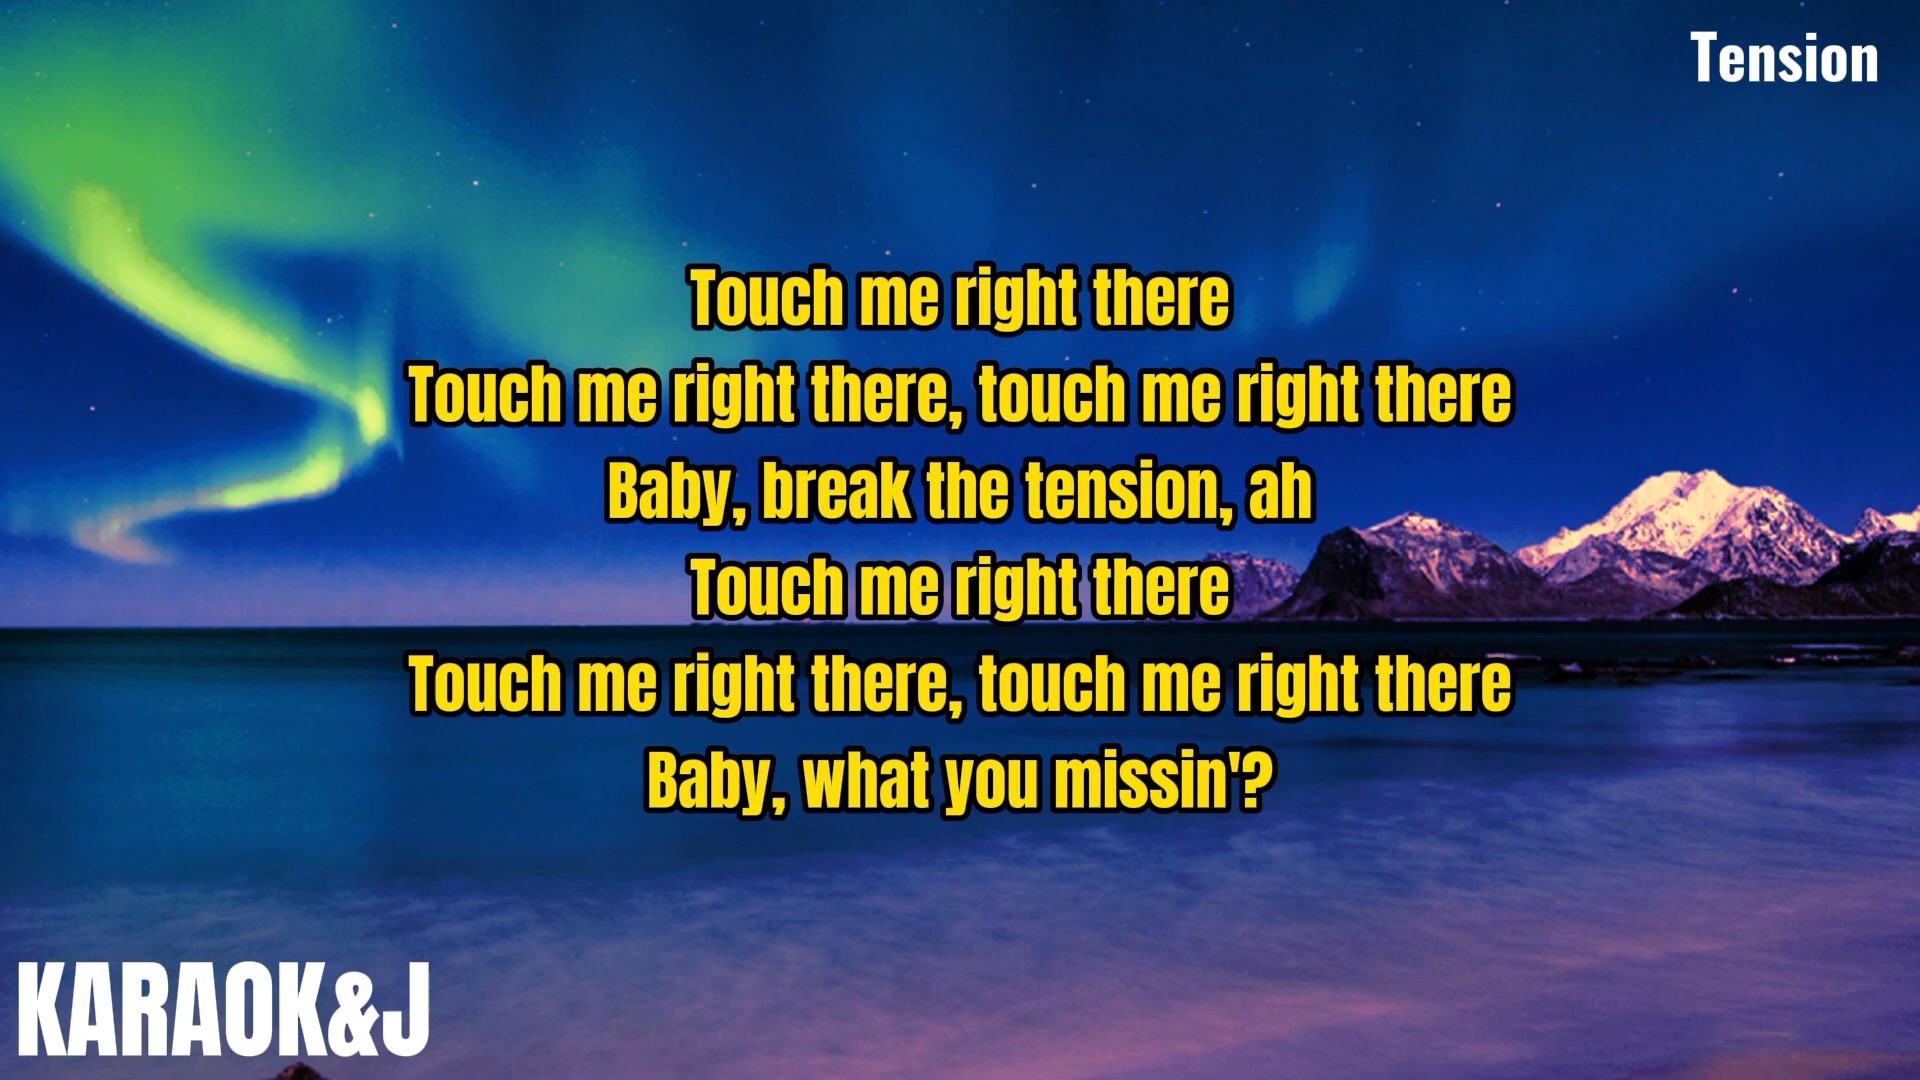 Tension
Touch me right there
Touch me right there, touch me right there
Baby, break the tension, ah
Touch me right there
Touch me right there, touch me right there
Baby, what you missin'?
KARAOK&J